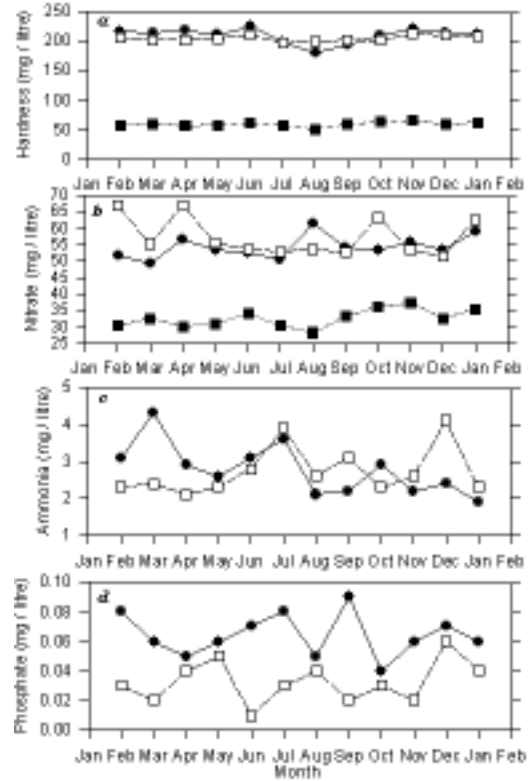 a
Hardness (mg / litre)
250
200
150
100
50
0
Jan Feb Mar Apr May Jun Jul Aug Sep Oct Nov Dec Jan Feb
b
Nitrate (mg / litre)
70
65
60
55
50
45
40
35
30
25
Jan Feb Mar Apr May Jun Jul Aug Sep Oct Nov Dec Jan Feb
c
Ammonia (mg / litre)
5
4
3
2
1
Jan Feb Mar Apr May Jun Jul Aug Sep Oct Nov Dec Jan Feb
d
Phosphate (mg / litre)
0.10
0.08
0.06
0.04
0.02
0.00
Jan Feb Mar Apr May Jun Jul Aug Sep Oct Nov Dec Jan Feb
Month